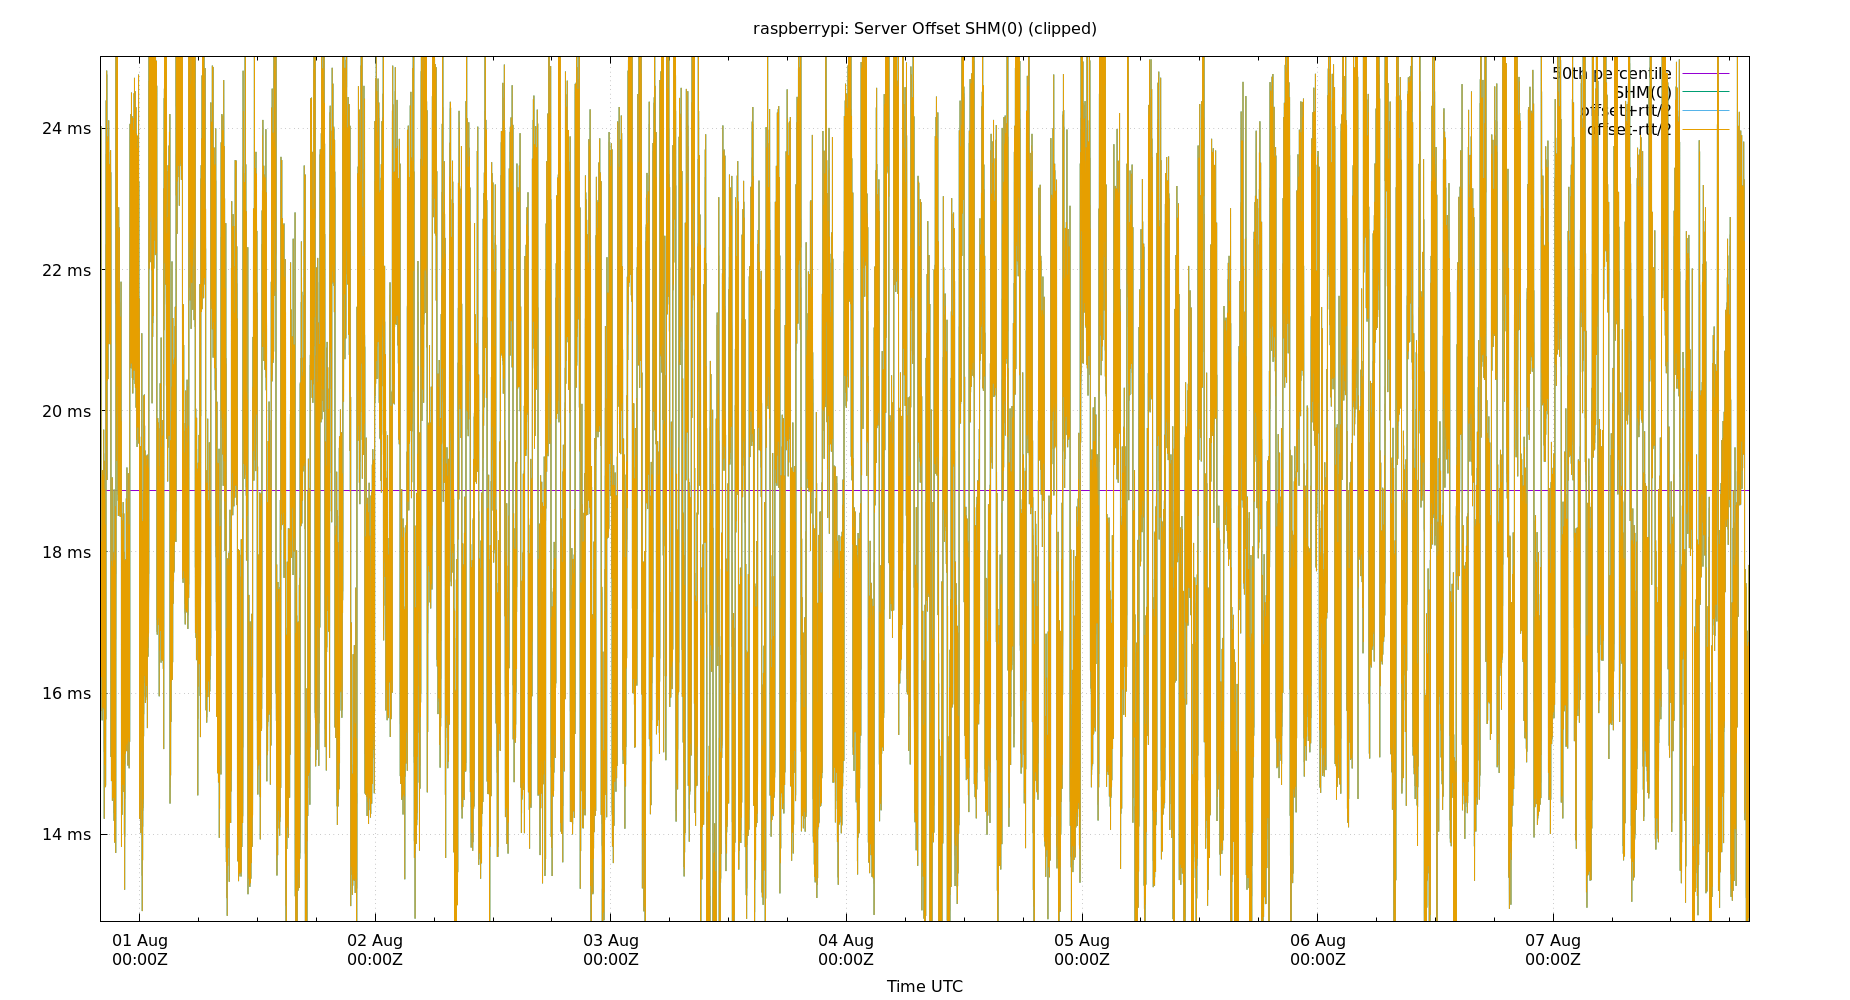 raspberrypi: Server Offset SHM(0) (clipped)
50th percentile
SHM(0)
offset+rtt/2
offset-rtt/2
24 ms
22 ms
20 ms
18 ms
16 ms
14 ms
01 Aug
00:00Z
02 Aug
00:00Z
03 Aug
00:00Z
04 Aug
00:00Z
05 Aug
00:00Z
06 Aug
00:00Z
07 Aug
00:00Z
Time UTC